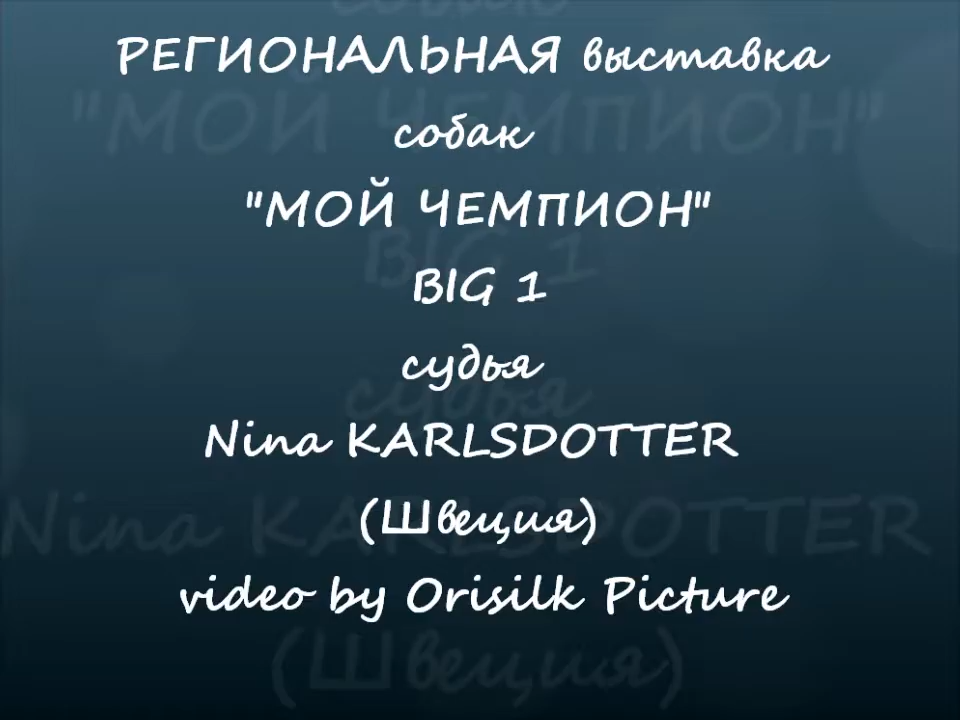 РЕГИОНАЛЬНАЯ выставка
собак
"МОЙ ЧЕМПИОН"
BIG 1
судья
Nina KARLSDOTTER
(Швеция)
video by Orisilk Picture